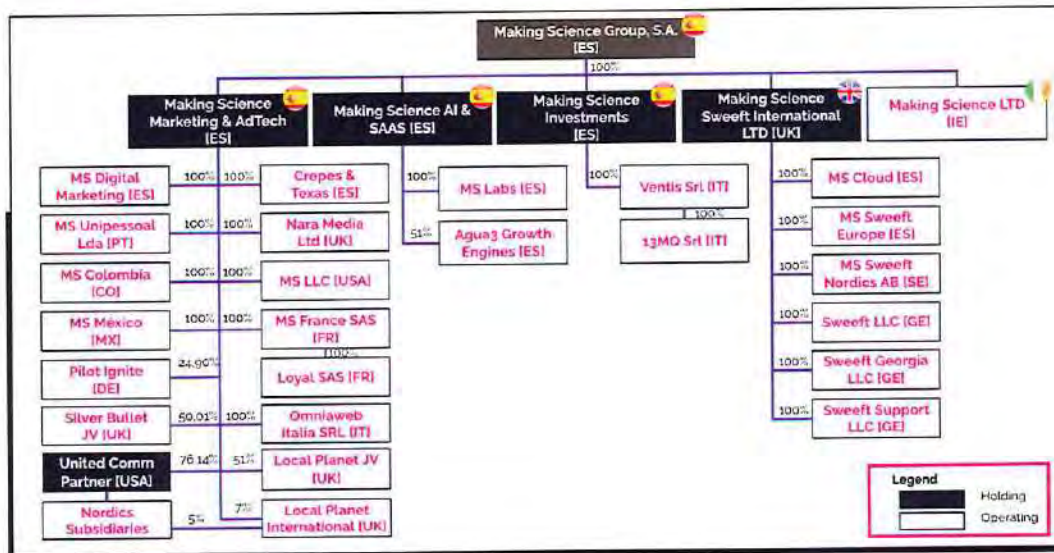 Making Science Group, S.A.
[ES]
100%
Making Science
Marketing & AdTech
[ES]
Making Science AI &
SAAS [ES]
Making Science
Investments
[ES]
Making Science
Sweeft International
LTD [UK]
Making Science LTD
[IE]
MS Digital
Marketing [ES]
100%
100%
Crepes &
Texas [ES]
MS Unipessoal
Lda [PT]
100%
100%
Nara Media
Ltd [UK]
MS Colombia
[CO]
100%
100%
MS LLC [USA]
MS México
[MX]
100%
100%
MS France SAS
[FR]
100%
Loyal SAS [FR]
Pilot Ignite
[DE]
24.90%
Silver Bullet
JV [UK]
50.01%
100%
Omniaweb
Italia SRL [IT]
United Comm
Partner [USA]
76.14%
51%
Local Planet JV
[UK]
Nordics
Subsidiaries
5%
7%
Local Planet
International [UK]
100%
MS Labs [ES]
51%
Agua3 Growth
Engines [ES]
100%
Ventis Srl [IT]
100%
13MQ Srl [IT]
100%
MS Cloud [ES]
100%
MS Sweeft
Europe [ES]
100%
MS Sweeft
Nordics AB [SE]
100%
Sweeft LLC [GE]
100%
Sweeft Georgia
LLC [GE]
100%
Sweeft Support
LLC [GE]
Legend
Holding
Operating